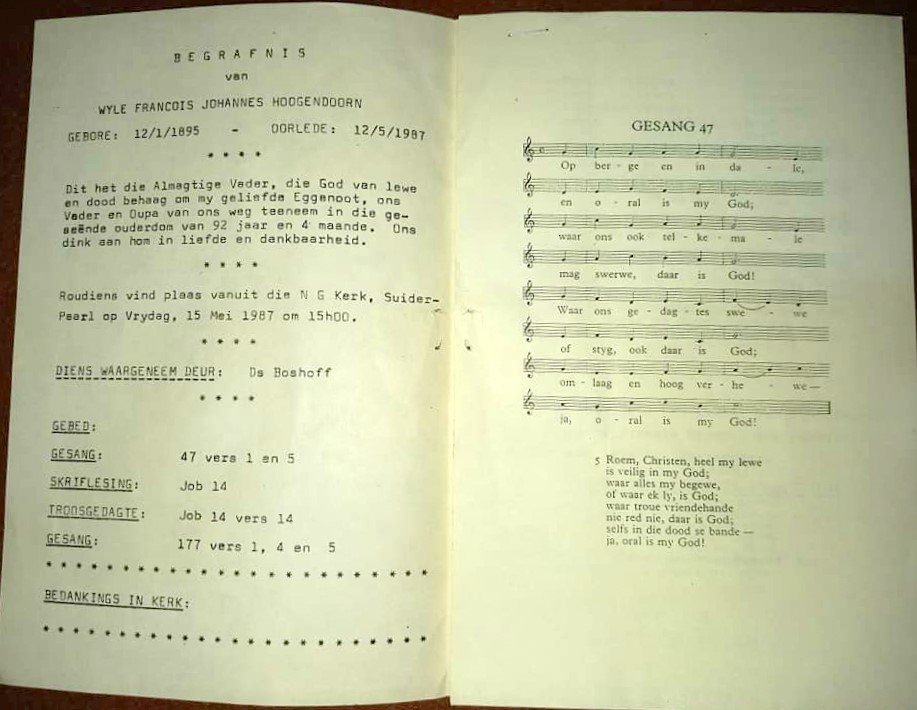 BEGRAFNIS
van
WYLE FRANCOIS JOHANNES HOOGENDOORN
GEBORE: 12/1/1895 - OORLEDE: 12/5/1987
* * * *
Dit het die Almagtige Vader, die God van lewe
en dood behaag om my geliefde Eggenoot, ons
Vader en Oupa van ons weg teeneem in die ge-
seënde ouderdom van 92 jaar en 4 maande. Ons
dink aan hom in liefde en dankbaarheid.
* * * *
Roudiens vind plaas vanuit die N G Kerk, Suider-
Paarl op Vrydag, 15 Mei 1987 om 15h00.
* * * *
DIENS WAARGENEEM DEUR: Ds Boshoff
* * * *
GEBED:
GESANG: 47 vers 1 en 5
SKRIFLESING: Job 14
TROOSGEDAGTE: Job 14 vers 14
GESANG: 177 vers 1, 4 en 5
* * * * * * * * * * * * * * * * * * * * * *
BEDANKINGS IN KERK:
* * * * * * * * * * * * * * * * * * * * * *
GESANG 47
Op ber - ge en in da - le,
en o - ral is my God;
waar ons ook tel - ke - ma - le
mag swerwe, daar is God!
Waar ons ge - dag - tes swe - we
of styg, ook daar is God;
om - laag en hoog ver - he - we—
ja, o - ral is my God!
5 Roem, Christen, heel my lewe
is veilig in my God;
waar alles my begewe,
of waar ek ly, is God;
waar troue vriendehande
nie red nie, daar is God;
selfs in die dood se bande —
ja, oral is my God!